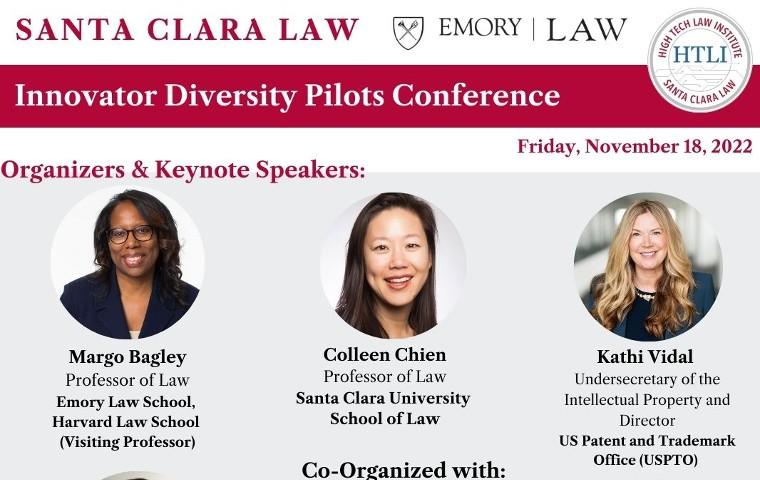 SANTA CLARA LAW
EMORY | LAW
HIGH TECH LAW INSTITUTE
HTLI
SANTA CLARA LAW
Innovator Diversity Pilots Conference
Friday, November 18, 2022
Organizers & Keynote Speakers:
Margo Bagley
Professor of Law
Emory Law School,
Harvard Law School
(Visiting Professor)
Colleen Chien
Professor of Law
Santa Clara University
School of Law
Kathi Vidal
Undersecretary of the
Intellectual Property and
Director
US Patent and Trademark
Office (USPTO)
Co-Organized with: